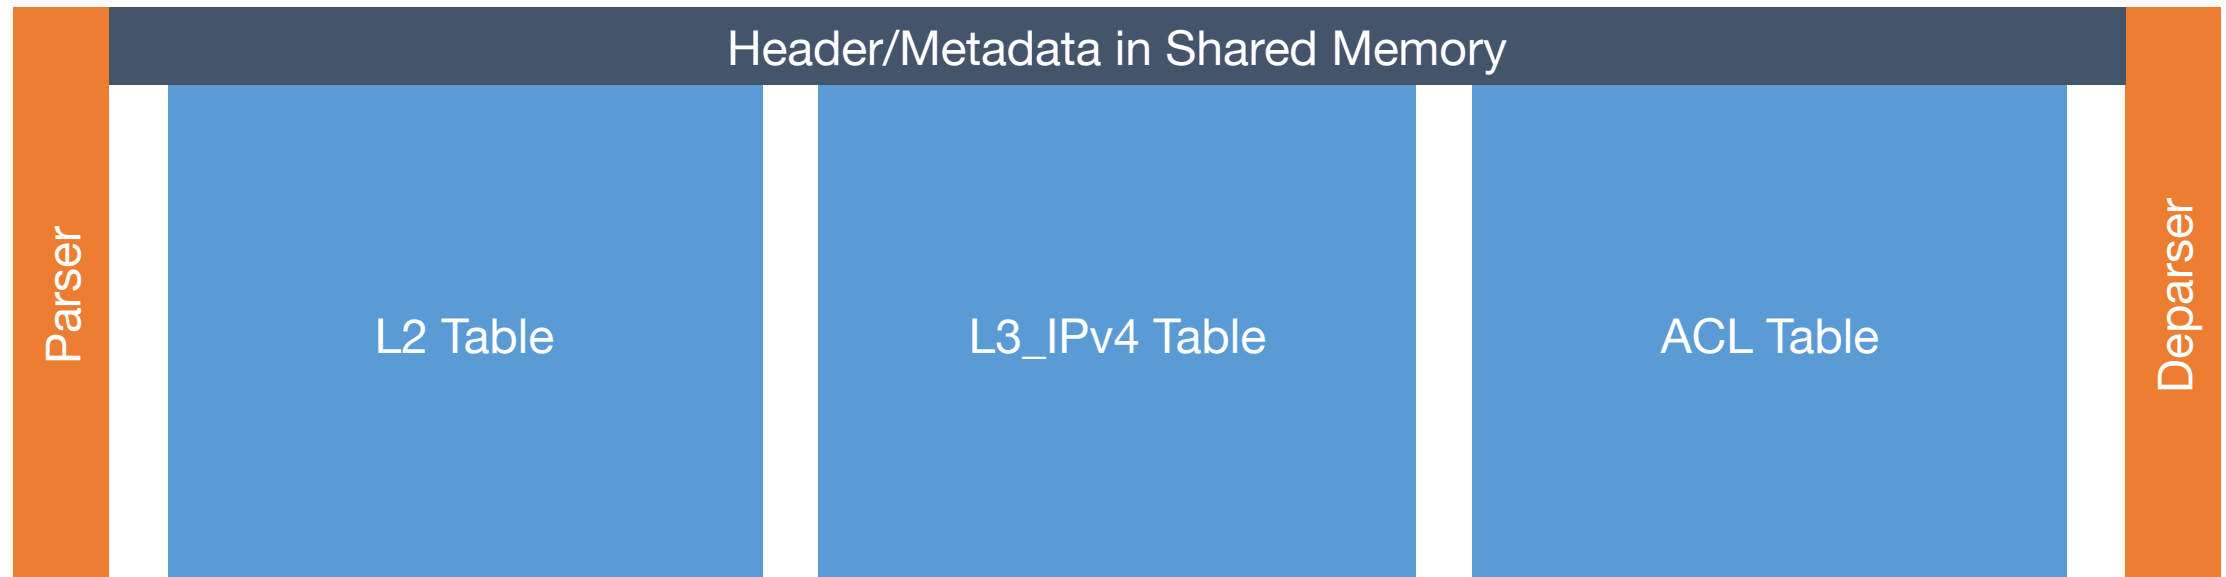 Header/Metadata in Shared Memory
Parser
L2 Table
L3_IPv4 Table
ACL Table
Deparser